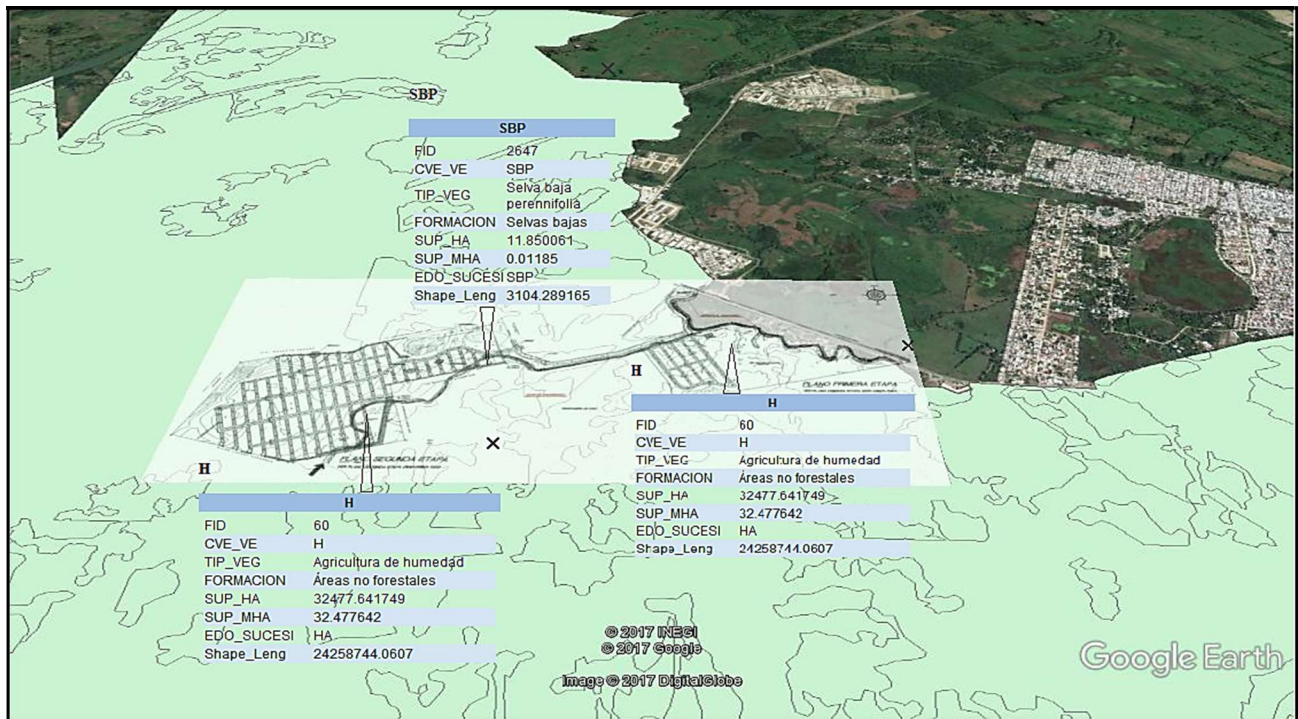 SBP
SBP
FID 2647
CVE_VE SBP
TIP_VEG Selva baja
perennifolia
FORMACION Selvas bajas
SUP_HA 11.850061
SUP_MHA 0.01185
EDO_SUCESI SBP
Shape_Leng 3104.289165
H
PLANO PRIMERA ETAPA
H
FID 60
CVE_VE H
TIP_VEG Agricultura de humedad
FORMACION Áreas no forestales
SUP_HA 32477.641749
SUP_MHA 32.477642
EDO_SUCESI HA
Shape_Leng 24258744.0607
PLANO SEGUNDA ETAPA
H
H
FID 60
CVE_VE H
TIP_VEG Agricultura de humedad
FORMACION Áreas no forestales
SUP_HA 32477.641749
SUP_MHA 32.477642
EDO_SUCESI HA
Shape_Leng 24258744.0607
© 2017 INEGI
© 2017 Google
Image © 2017 DigitalGlobe
Google Earth